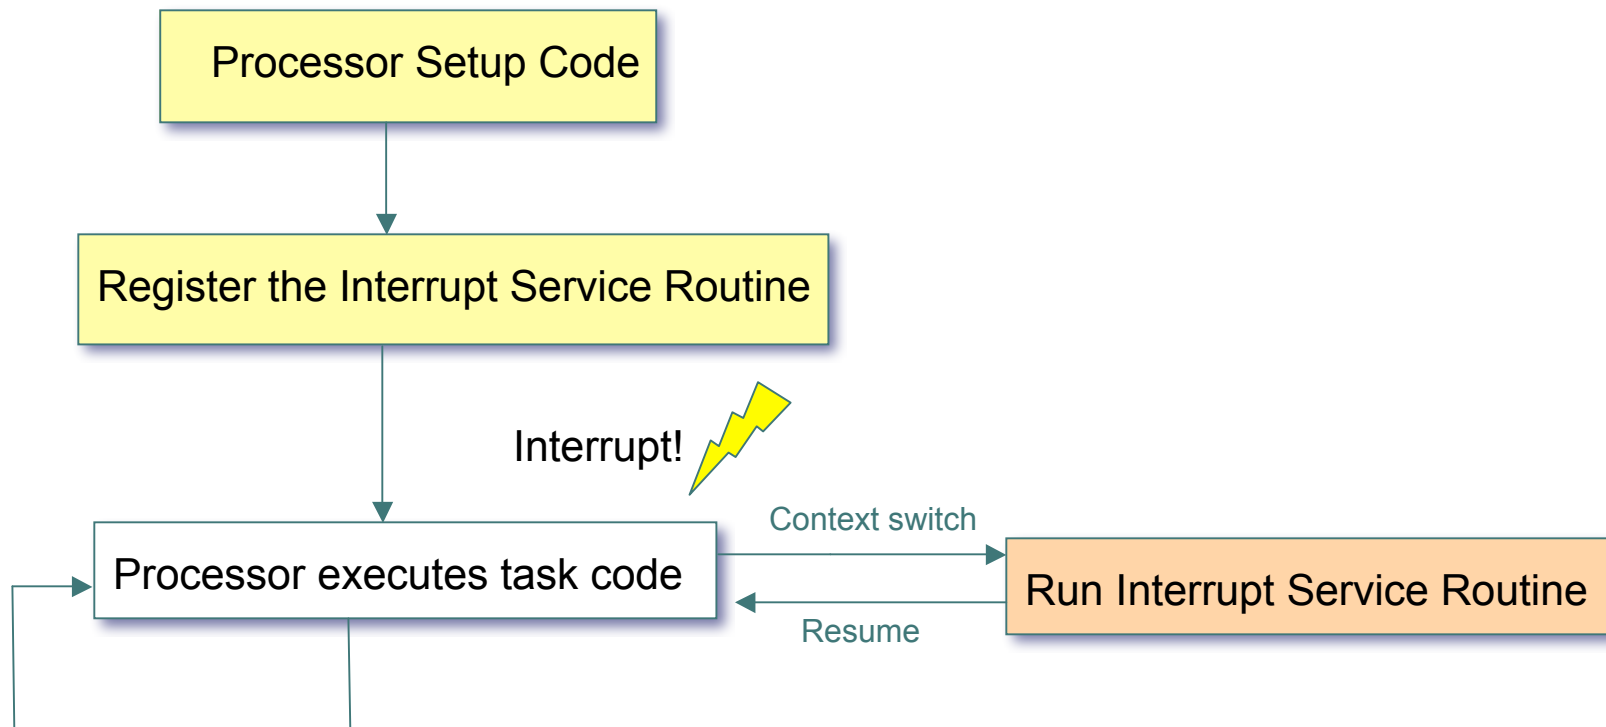 Processor Setup Code
Register the Interrupt Service Routine
Interrupt!
Context switch
Processor executes task code
Run Interrupt Service Routine
Resume